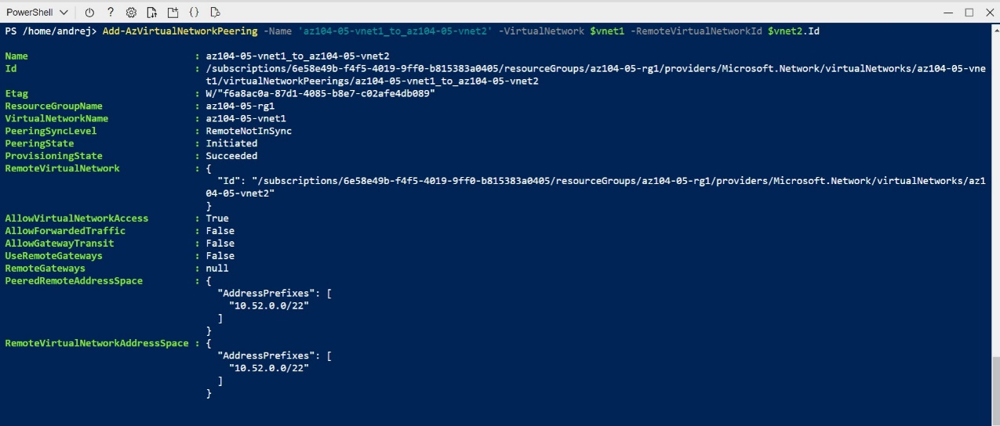 PowerShell
PS /home/andrej> Add-AzVirtualNetworkPeering -Name 'az104-05-vnet1_to_az104-05-vnet2' -VirtualNetwork $vnet1 -RemoteVirtualNetworkId $vnet2.Id
Name : az104-05-vnet1_to_az104-05-vnet2
Id : /subscriptions/6e58e49b-f4f5-4019-9ff0-b815383a0405/resourceGroups/az104-05-rg1/providers/Microsoft.Network/virtualNetworks/az104-05-vne
t1/virtualNetworkPeerings/az104-05-vnet1_to_az104-05-vnet2
Etag : W/"f6a8ac0a-87d1-4085-b8e7-c02afe4db089"
ResourceGroupName : az104-05-rg1
VirtualNetworkName : az104-05-vnet1
PeeringSyncLevel : RemoteNotInSync
PeeringState : Initiated
ProvisioningState : Succeeded
RemoteVirtualNetwork : {
"Id": "/subscriptions/6e58e49b-f4f5-4019-9ff0-b815383a0405/resourceGroups/az104-05-rg1/providers/Microsoft.Network/virtualNetworks/az1
04-05-vnet2"
}
AllowVirtualNetworkAccess : True
AllowForwardedTraffic : False
AllowGatewayTransit : False
UseRemoteGateways : False
RemoteGateways : null
PeeredRemoteAddressSpace : {
"AddressPrefixes": [
"10.52.0.0/22"
]
}
RemoteVirtualNetworkAddressSpace : {
"AddressPrefixes": [
"10.52.0.0/22"
]
}